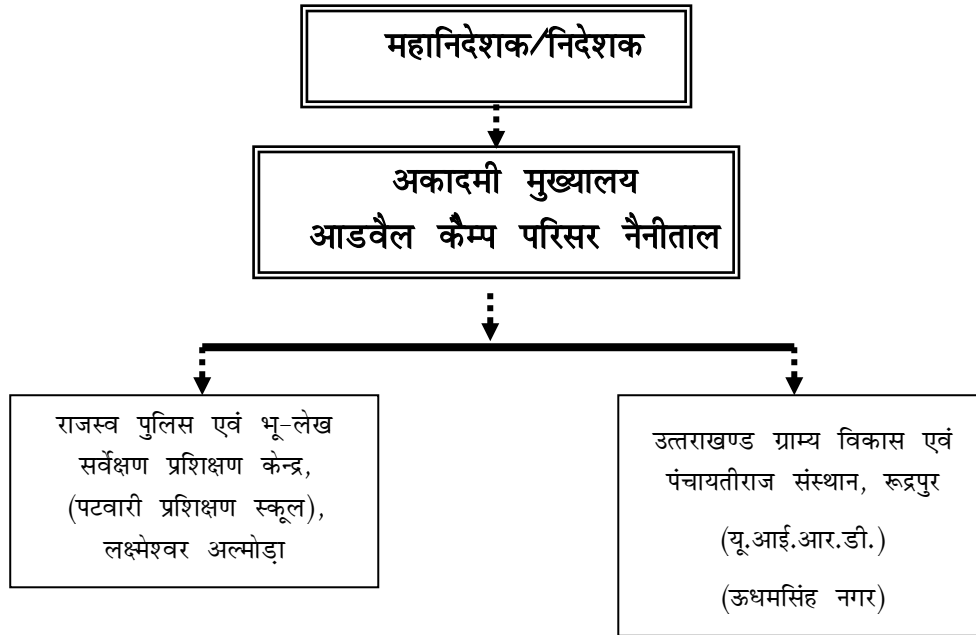 महानिदेशक/निदेशक
अकादमी मुख्यालय
आडवैल कैम्प परिसर नैनीताल
राजस्व पुलिस एवं भू-लेख
सर्वेक्षण प्रशिक्षण केन्द्र,
(पटवारी प्रशिक्षण स्कूल),
लक्ष्मेश्वर अल्मोड़ा
उत्तराखण्ड ग्राम्य विकास एवं
पंचायतीराज संस्थान, रूद्रपुर
(यू.आई.आर.डी.)
(ऊधमसिंह नगर)